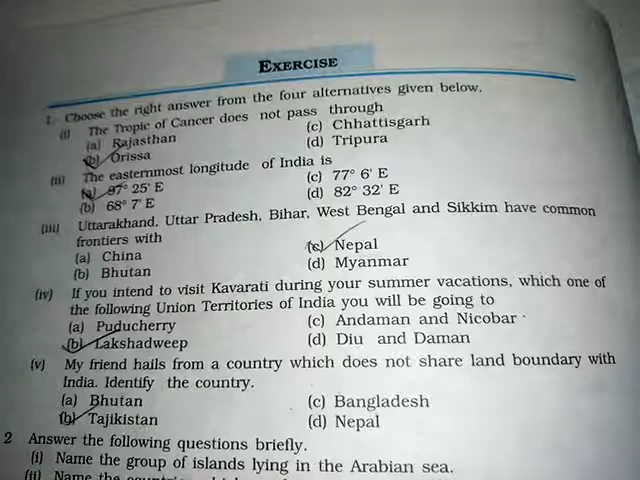 EXERCISE
1. Choose the right answer from the four alternatives given below.
(i) The Tropic of Cancer does not pass through
(a) Rajasthan (c) Chhattisgarh
(b) Orissa (d) Tripura
(ii) The easternmost longitude of India is
(a) 97° 25' E (c) 77° 6' E
(b) 68° 7' E (d) 82° 32' E
(iii) Uttarakhand, Uttar Pradesh, Bihar, West Bengal and Sikkim have common
frontiers with
(a) China (c) Nepal
(b) Bhutan (d) Myanmar
(iv) If you intend to visit Kavarati during your summer vacations, which one of
the following Union Territories of India you will be going to
(a) Puducherry (c) Andaman and Nicobar
(b) Lakshadweep (d) Diu and Daman
(v) My friend hails from a country which does not share land boundary with
India. Identify the country.
(a) Bhutan (c) Bangladesh
(b) Tajikistan (d) Nepal
2 Answer the following questions briefly.
(i) Name the group of islands lying in the Arabian sea.
(ii) Name the